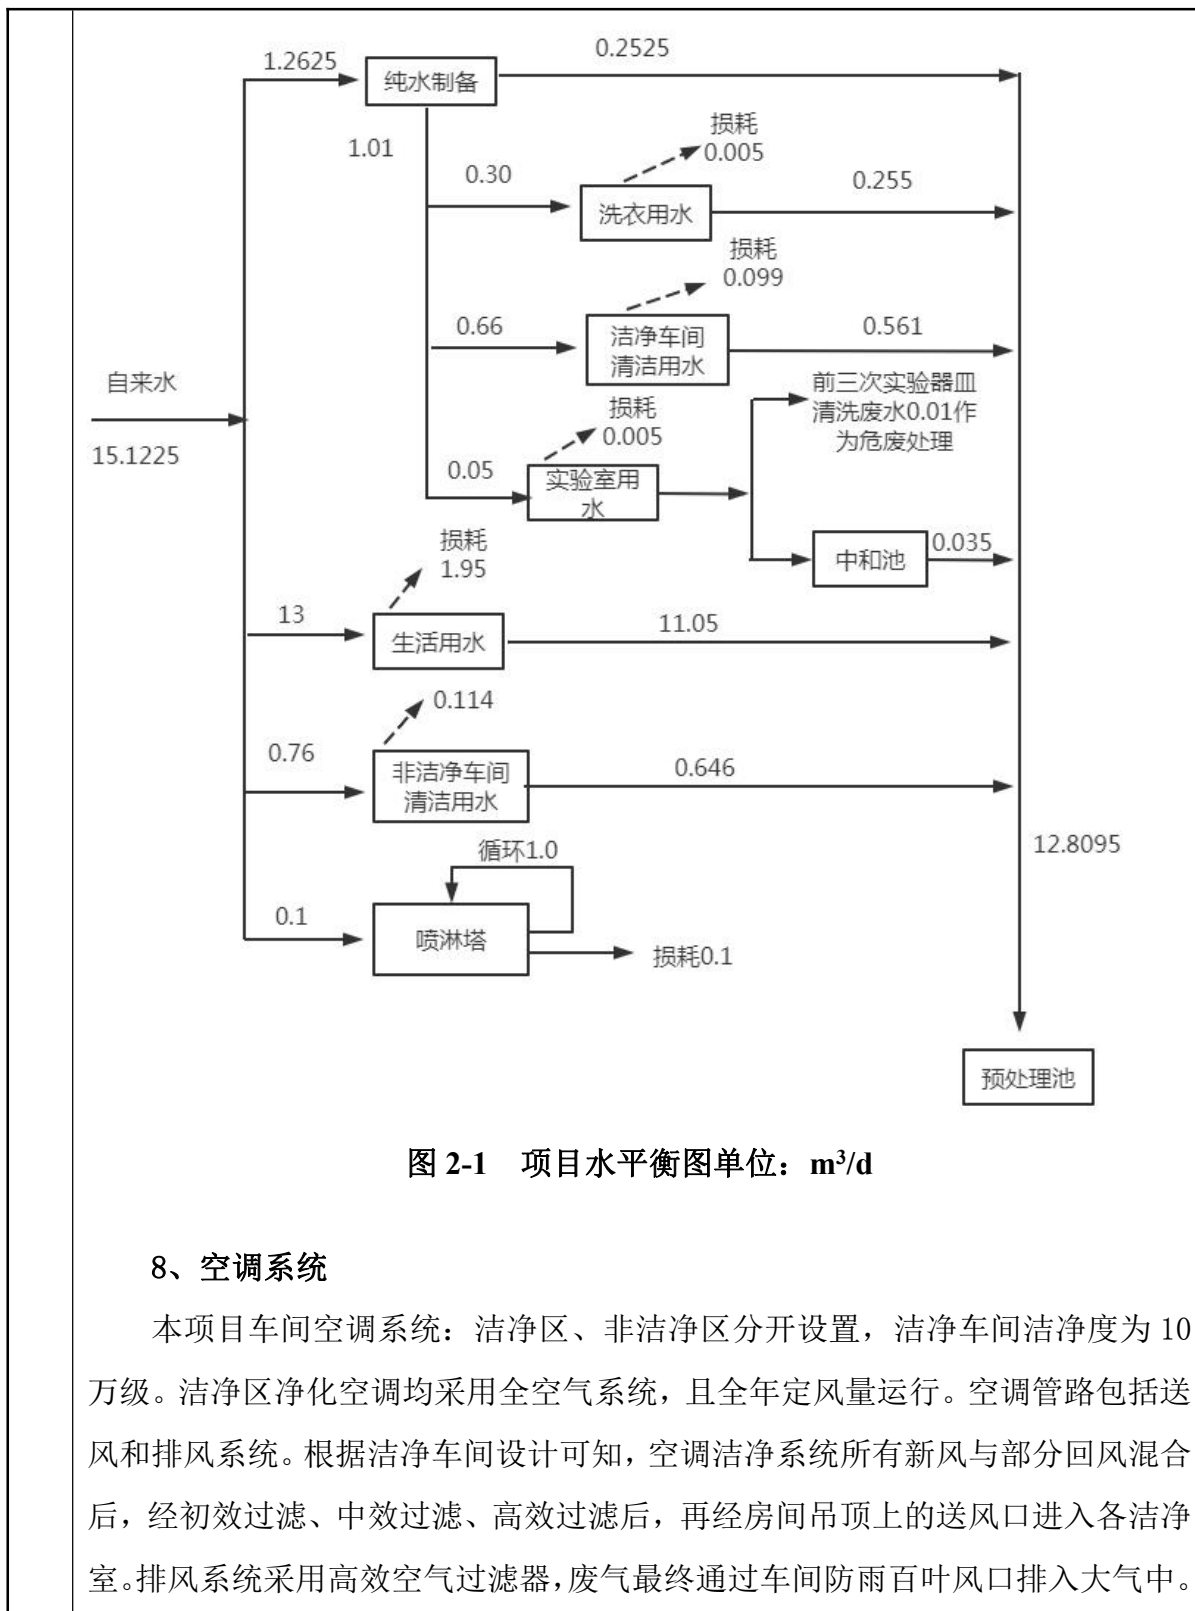 1.2625
纯水制备
0.2525
1.01
损耗
0.005
0.30
洗衣用水
0.255
损耗
0.099
0.66
洁净车间
清洁用水
0.561
自来水
15.1225
前三次实验器皿
清洗废水0.01作
为危废处理
损耗
0.005
0.05
实验室用
水
中和池
0.035
损耗
1.95
13
生活用水
11.05
0.114
0.76
非洁净车间
清洁用水
0.646
12.8095
循环1.0
0.1
喷淋塔
损耗0.1
预处理池
图 2-1 项目水平衡图单位：m³/d
8、空调系统
本项目车间空调系统：洁净区、非洁净区分开设置，洁净车间洁净度为 10
万级。洁净区净化空调均采用全空气系统，且全年定风量运行。空调管路包括送
风和排风系统。根据洁净车间设计可知，空调洁净系统所有新风与部分回风混合
后，经初效过滤、中效过滤、高效过滤后，再经房间吊顶上的送风口进入各洁净
室。排风系统采用高效空气过滤器，废气最终通过车间防雨百叶风口排入大气中。